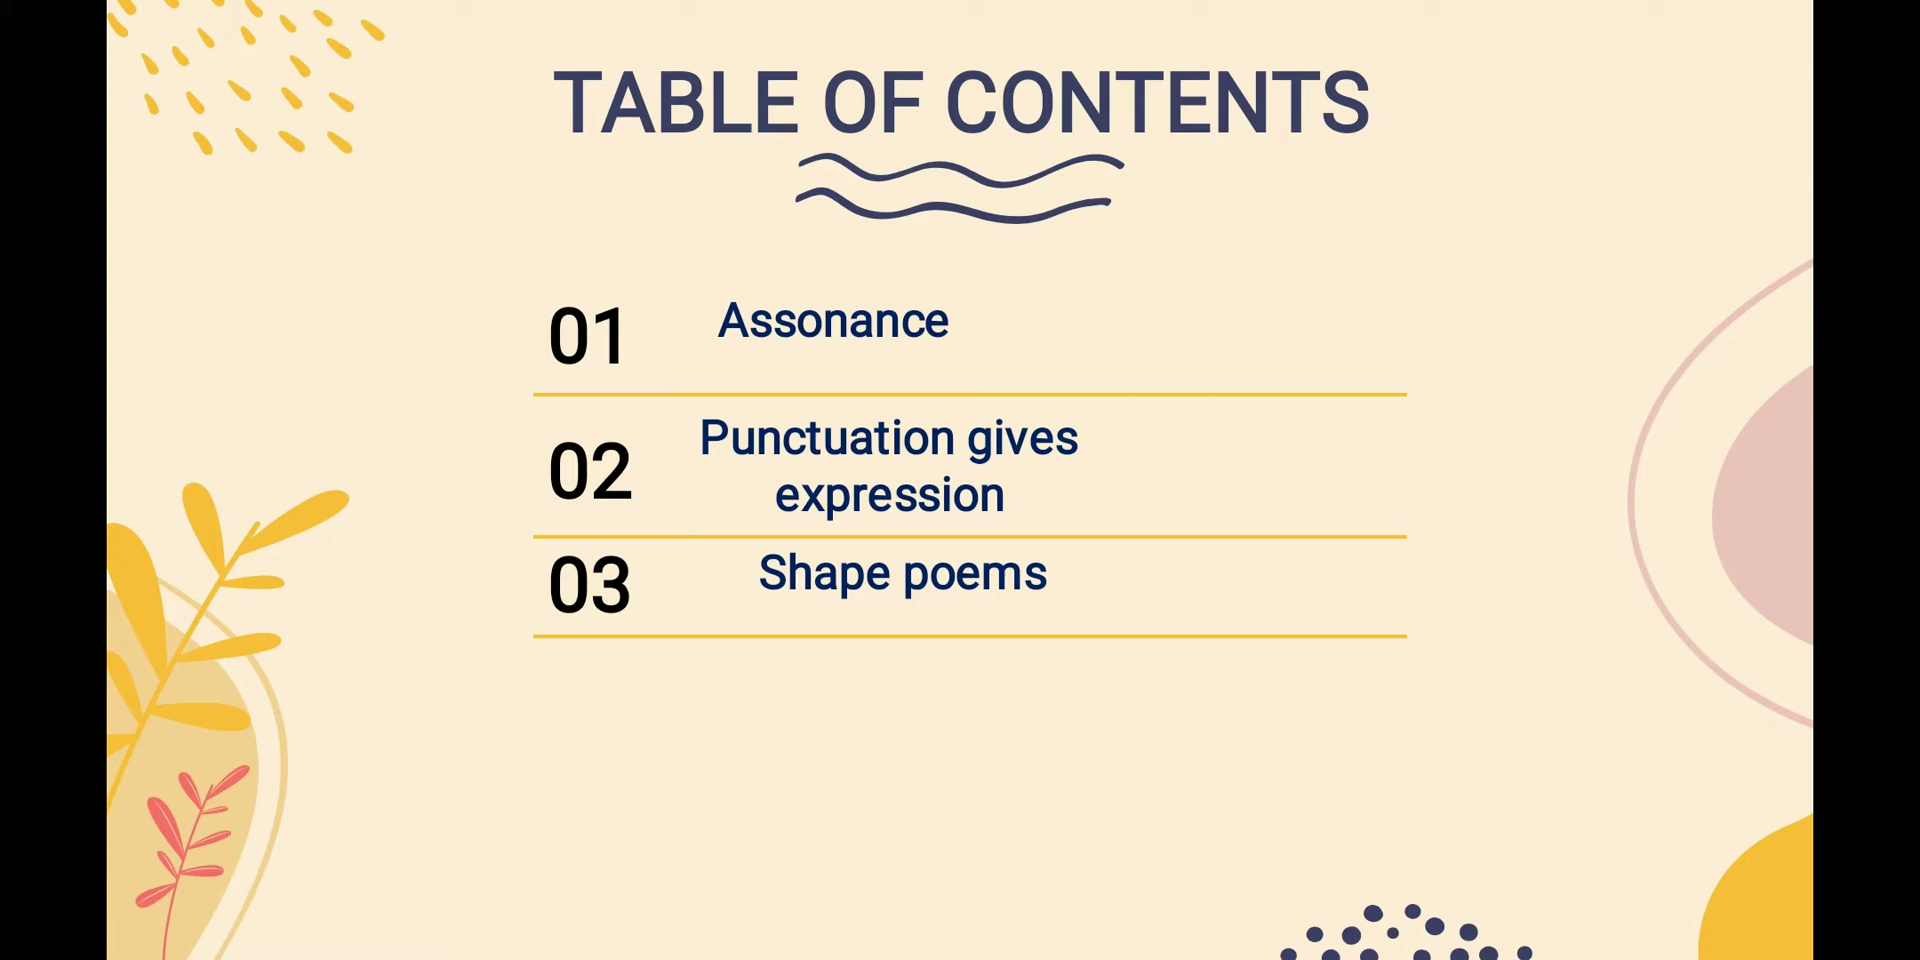 TABLE OF CONTENTS
01 Assonance
02 Punctuation gives
expression
03 Shape poems